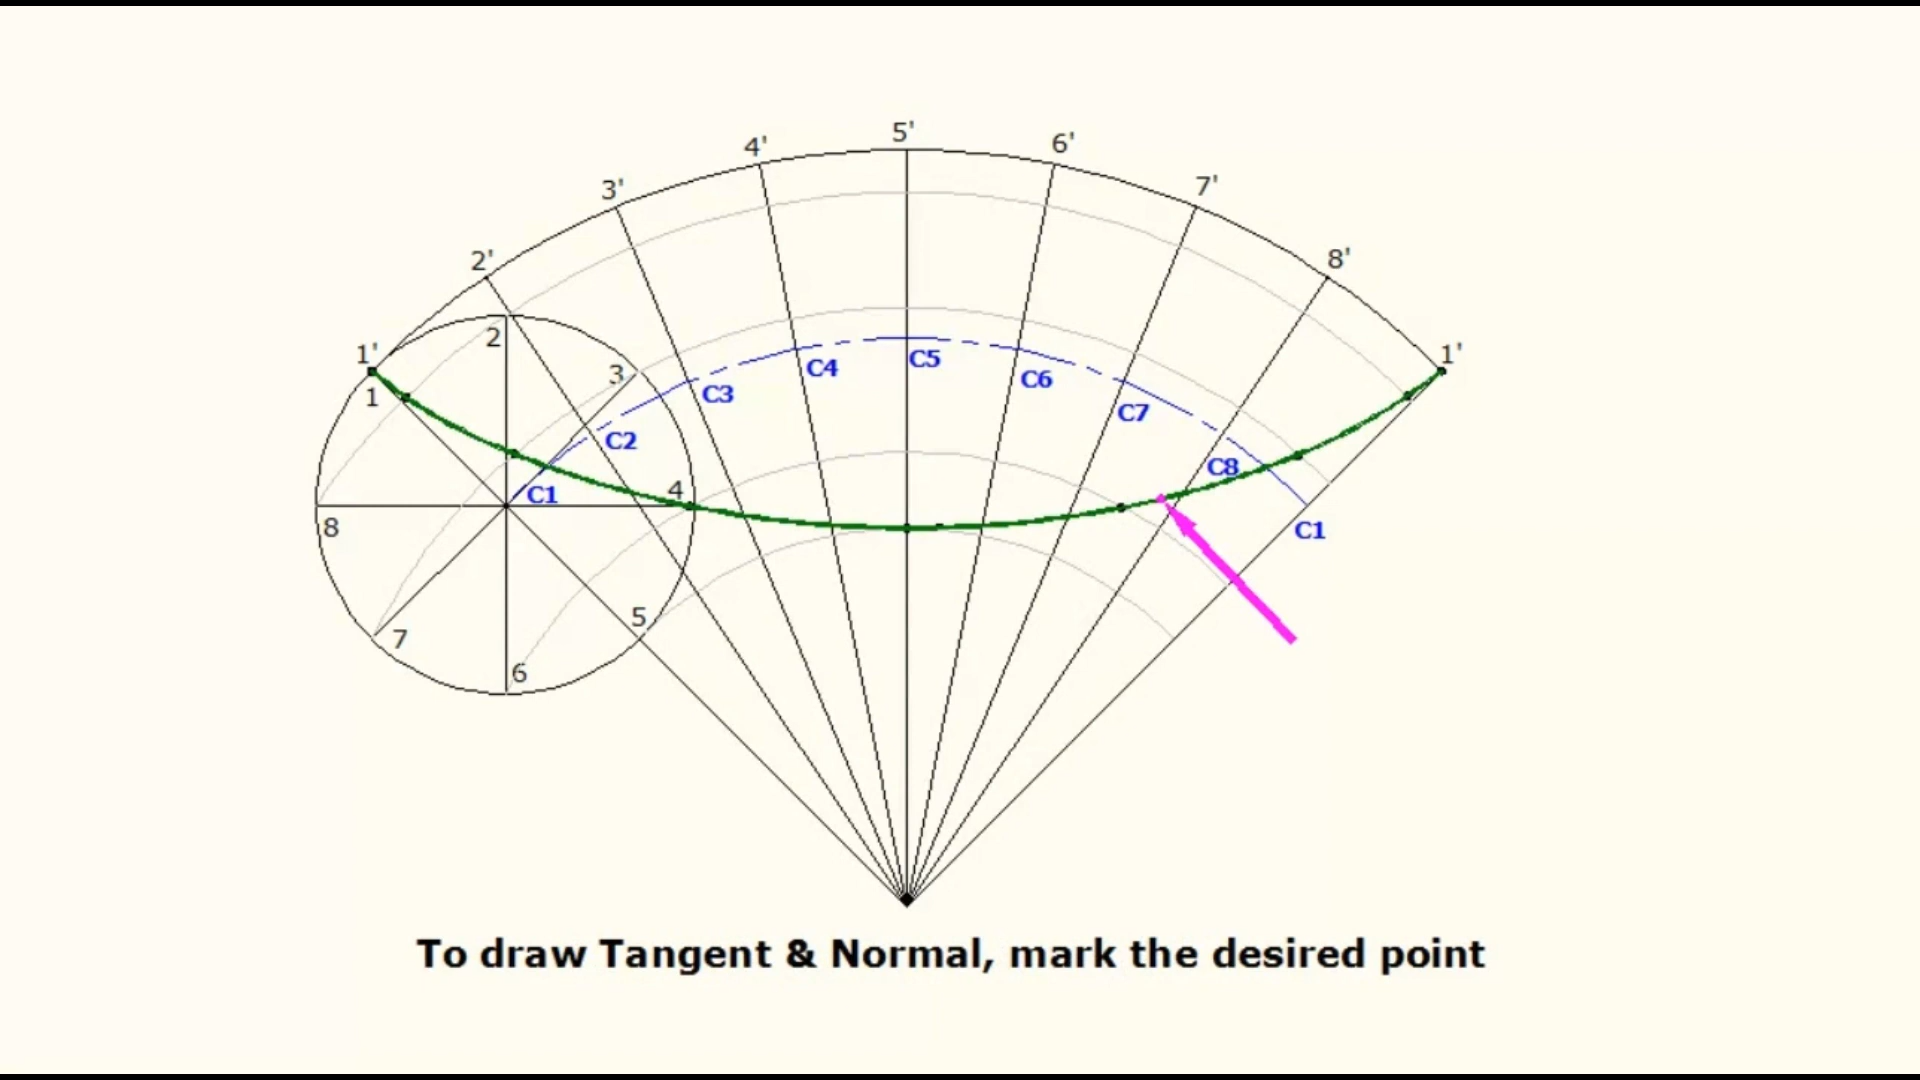 5'
4'
6'
3'
7'
2'
8'
1'
2
3
1
1'
C5
C4
C6
C3
C7
C2
C8
C1
4
8
C1
5
7
6
To draw Tangent & Normal, mark the desired point